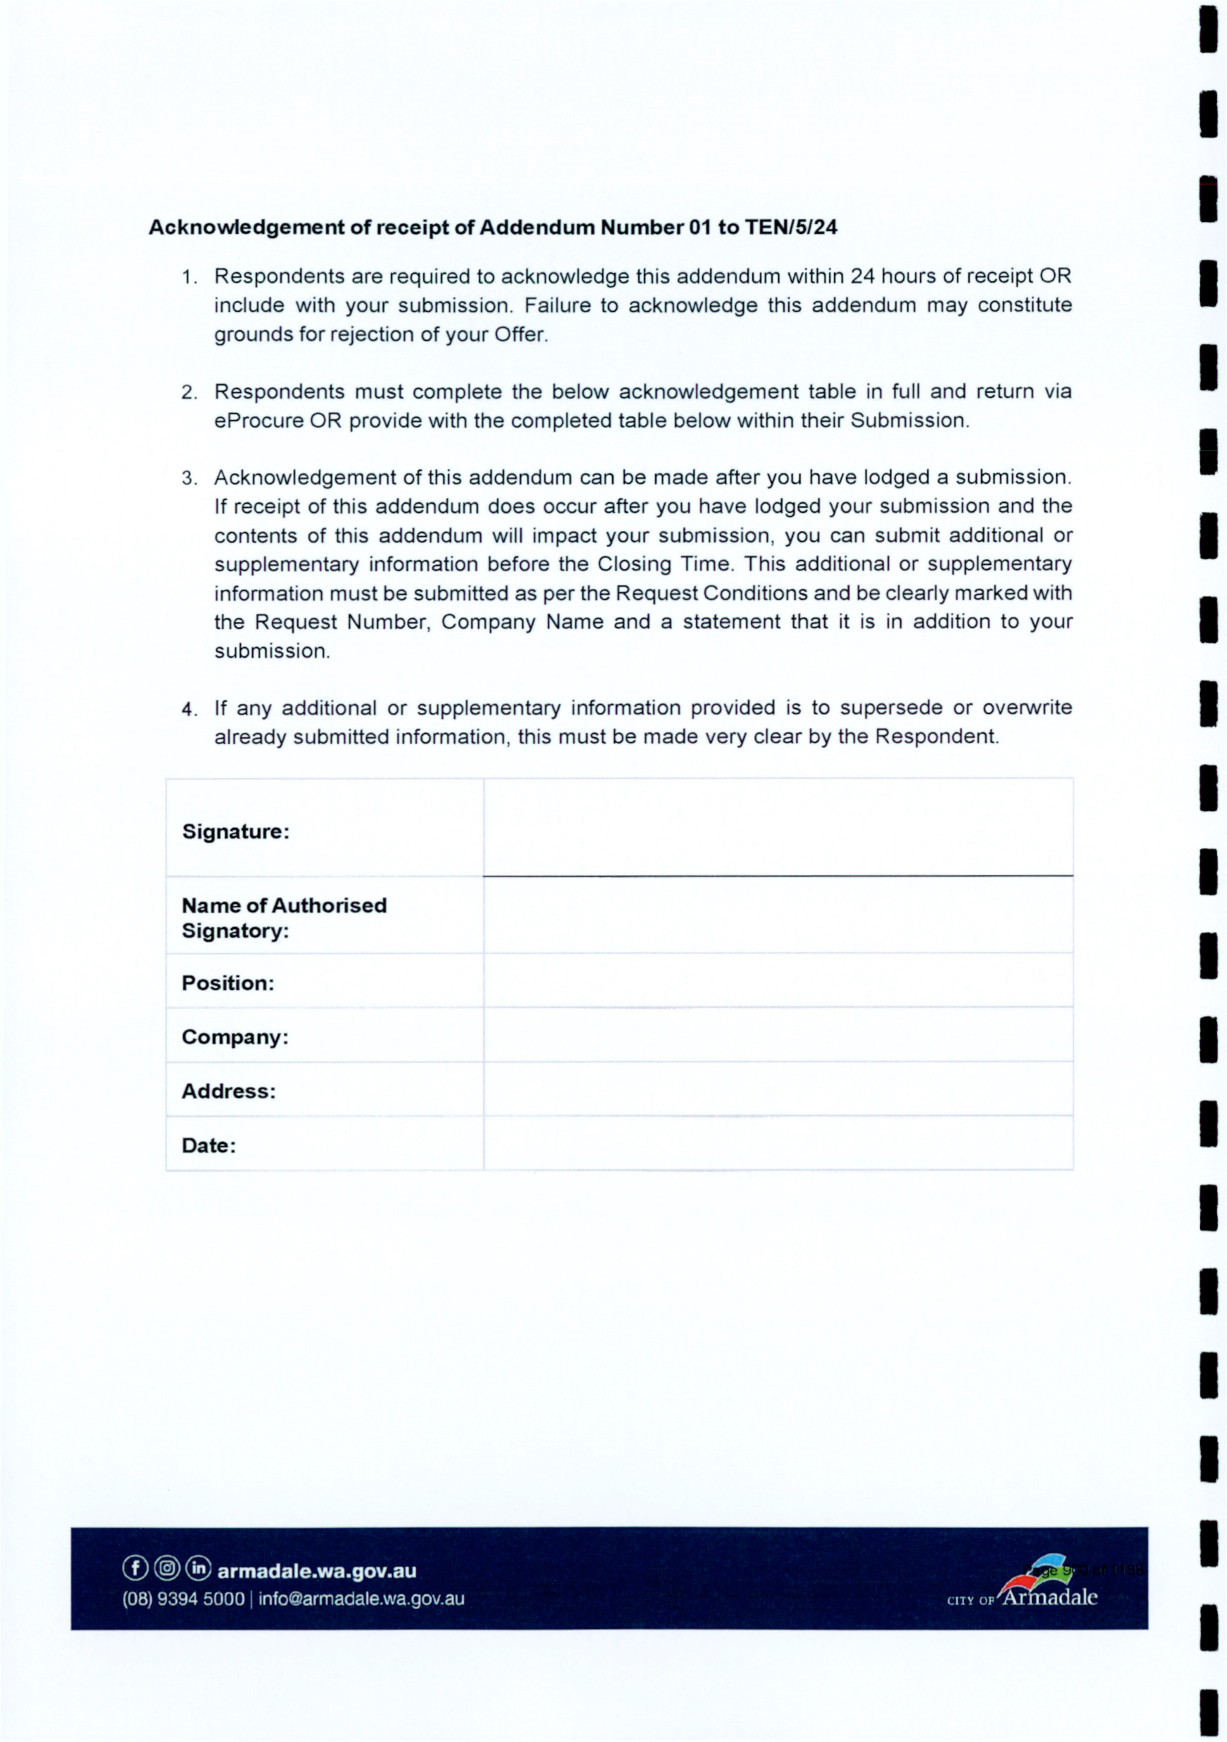 Acknowledgement of receipt of Addendum Number 01 to TEN/5/24
1. Respondents are required to acknowledge this addendum within 24 hours of receipt OR
include with your submission. Failure to acknowledge this addendum may constitute
grounds for rejection of your Offer.
2. Respondents must complete the below acknowledgement table in full and return via
eProcure OR provide with the completed table below within their Submission.
3. Acknowledgement of this addendum can be made after you have lodged a submission.
If receipt of this addendum does occur after you have lodged your submission and the
contents of this addendum will impact your submission, you can submit additional or
supplementary information before the Closing Time. This additional or supplementary
information must be submitted as per the Request Conditions and be clearly marked with
the Request Number, Company Name and a statement that it is in addition to your
submission.
4. If any additional or supplementary information provided is to supersede or overwrite
already submitted information, this must be made very clear by the Respondent.
Signature:
Name of Authorised
Signatory:
Position:
Company:
Address:
Date:
armadale.wa.gov.au
(08) 9394 5000 | info@armadale.wa.gov.au
CITY OF Armadale